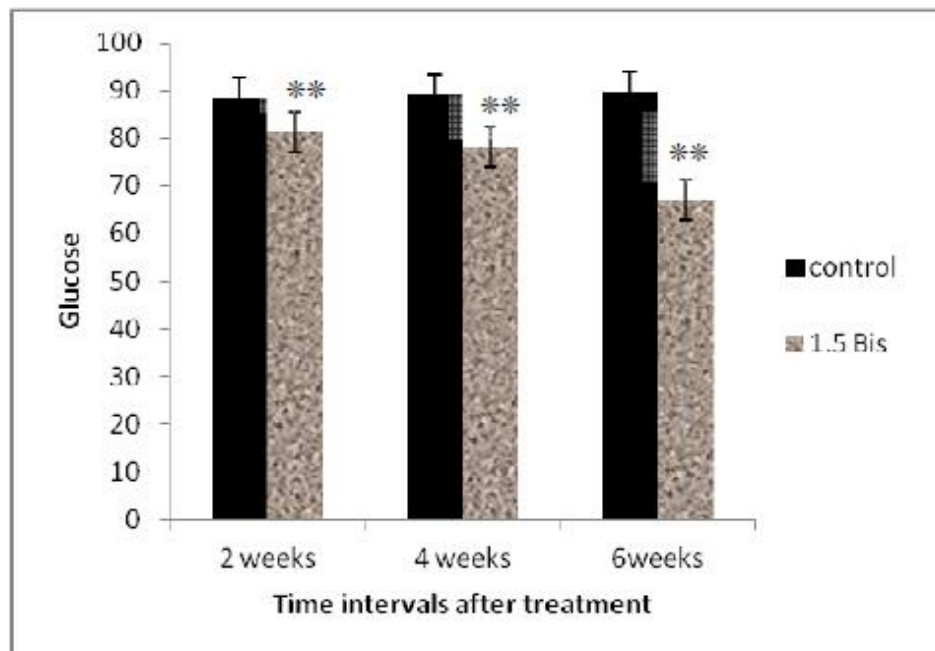 100
90
80
70
60
50
40
30
20
10
0
Glucose
**
**
**
2 weeks
4 weeks
6weeks
Time intervals after treatment
control
1.5 Bis